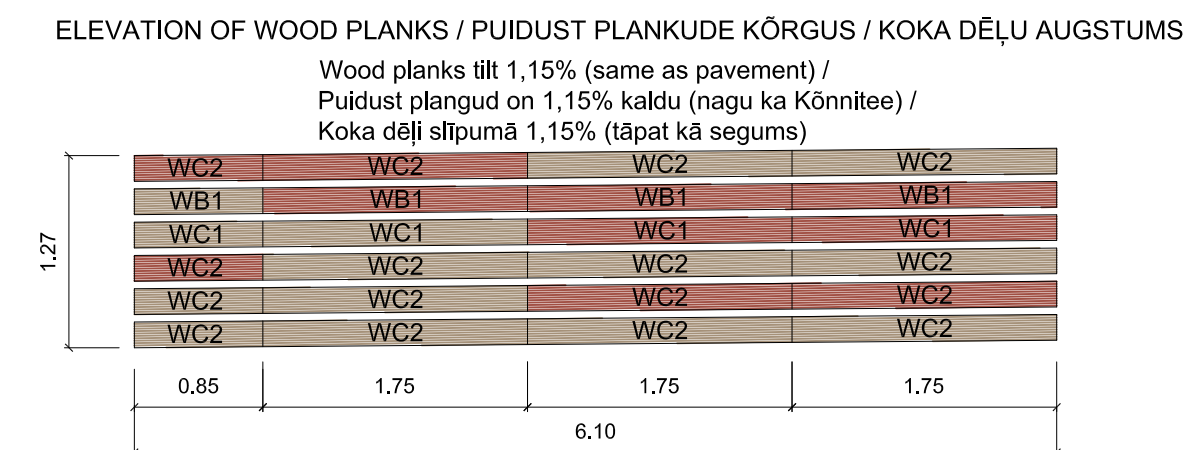 ELEVATION OF WOOD PLANKS / PUIDUST PLANKUDE KÕRGUS / KOKA DĒĻU AUGSTUMS
Wood planks tilt 1,15% (same as pavement) /
Puidust plangud on 1,15% kaldu (nagu ka Kõnnitee) /
Koka dēļi slīpumā 1,15% (tāpat kā segums)
WC2 WC2 WC2 WC2
WB1 WB1 WB1 WB1
WC1 WC1 WC1 WC1
WC2 WC2 WC2 WC2
WC2 WC2 WC2 WC2
WC2 WC2 WC2 WC2
1.27
0.85 1.75 1.75 1.75
6.10